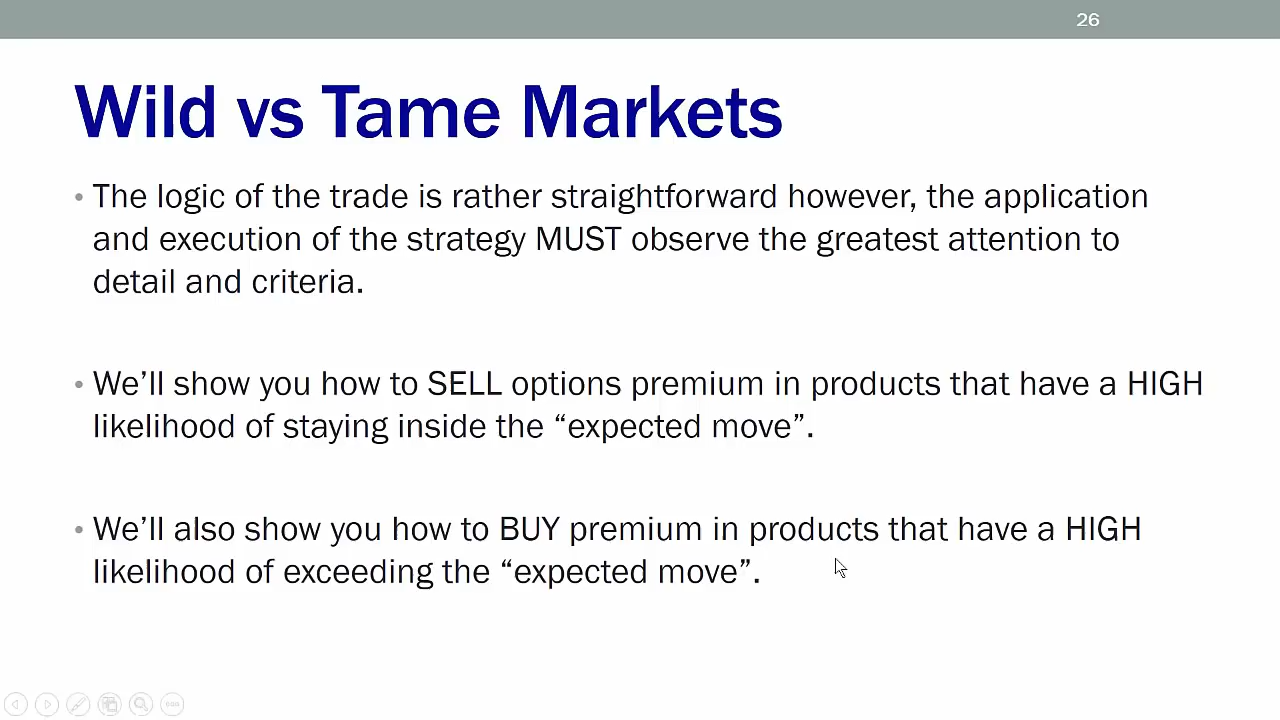 26
Wild vs Tame Markets
• The logic of the trade is rather straightforward however, the application
and execution of the strategy MUST observe the greatest attention to
detail and criteria.
• We’ll show you how to SELL options premium in products that have a HIGH
likelihood of staying inside the “expected move”.
• We’ll also show you how to BUY premium in products that have a HIGH
likelihood of exceeding the “expected move”.